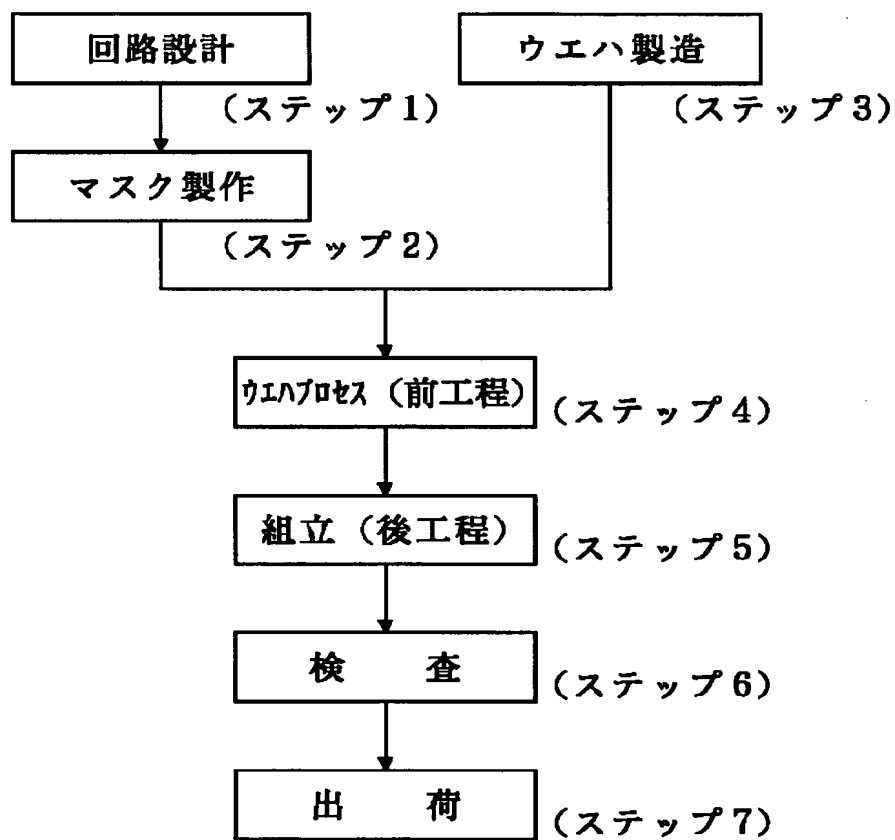 回路設計
ウエハ製造
(ステップ1)
(ステップ3)
マスク製作
(ステップ2)
ウエハプロセス(前工程)
(ステップ4)
組立(後工程)
(ステップ5)
検 査
(ステップ6)
出 荷
(ステップ7)